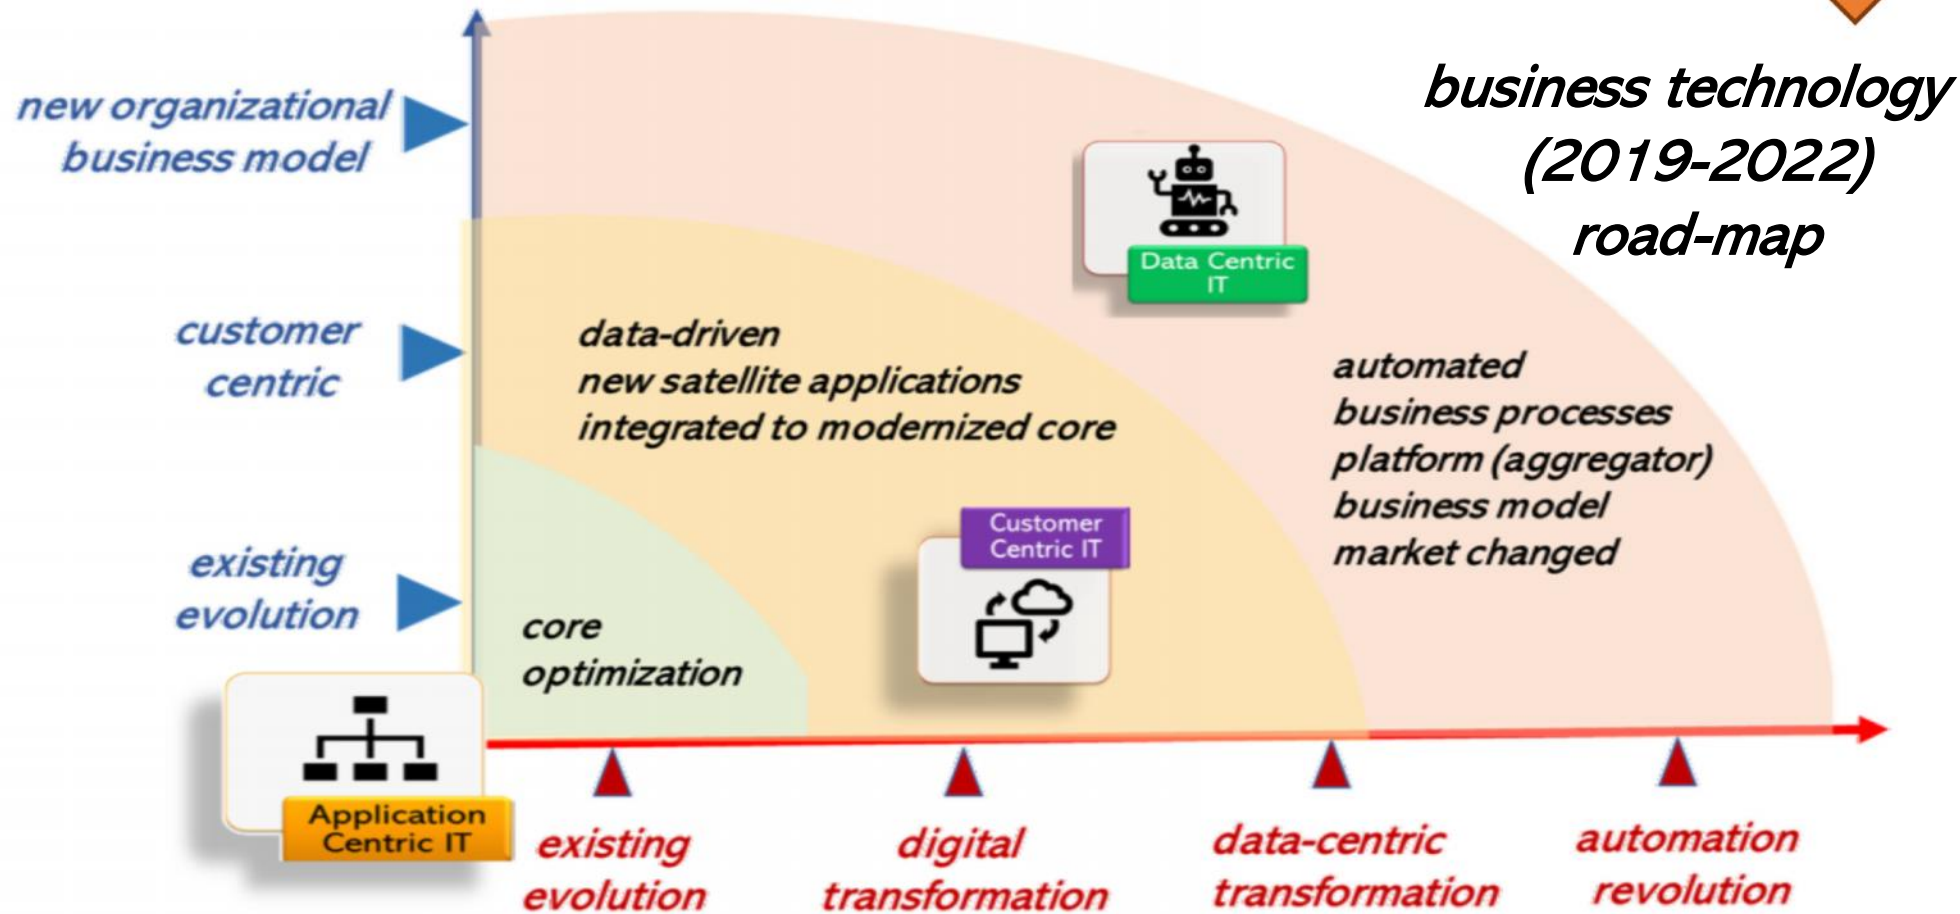 business technology
(2019-2022)
road-map
new organizational
business model
customer
centric
existing
evolution
Data Centric
IT
data-driven
new satellite applications
integrated to modernized core
automated
business processes
platform (aggregator)
business model
market changed
Customer
Centric IT
core
optimization
Application
Centric IT
existing
evolution
digital
transformation
data-centric
transformation
automation
revolution